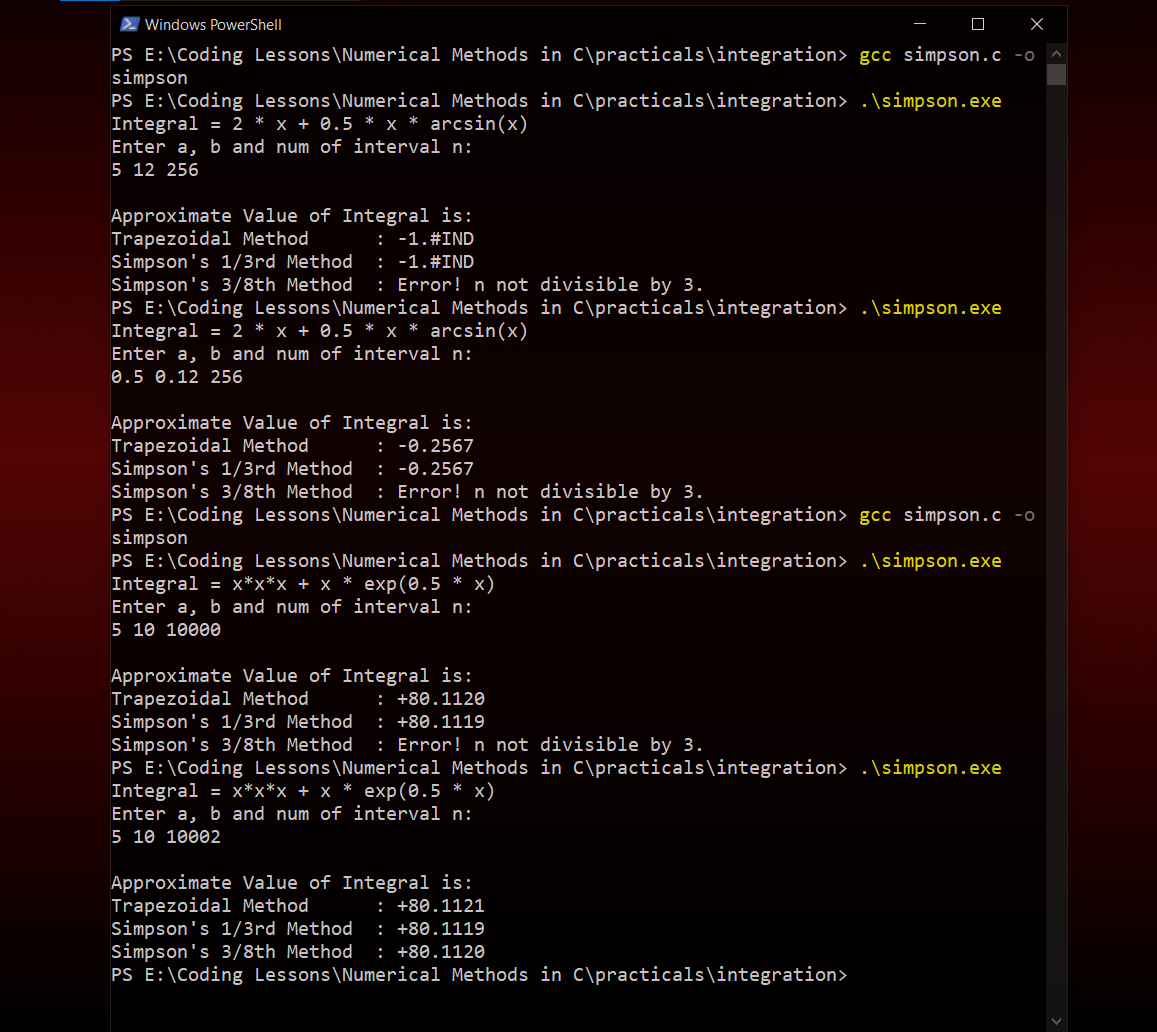 Windows PowerShell
PS E:\Coding Lessons\Numerical Methods in C\practicals\integration> gcc simpson.c -o
simpson
PS E:\Coding Lessons\Numerical Methods in C\practicals\integration> .\simpson.exe
Integral = 2 * x + 0.5 * x * arcsin(x)
Enter a, b and num of interval n:
5 12 256

Approximate Value of Integral is:
Trapezoidal Method      : -1.#IND
Simpson's 1/3rd Method  : -1.#IND
Simpson's 3/8th Method  : Error! n not divisible by 3.
PS E:\Coding Lessons\Numerical Methods in C\practicals\integration> .\simpson.exe
Integral = 2 * x + 0.5 * x * arcsin(x)
Enter a, b and num of interval n:
0.5 0.12 256

Approximate Value of Integral is:
Trapezoidal Method      : -0.2567
Simpson's 1/3rd Method  : -0.2567
Simpson's 3/8th Method  : Error! n not divisible by 3.
PS E:\Coding Lessons\Numerical Methods in C\practicals\integration> gcc simpson.c -o
simpson
PS E:\Coding Lessons\Numerical Methods in C\practicals\integration> .\simpson.exe
Integral = x*x*x + x * exp(0.5 * x)
Enter a, b and num of interval n:
5 10 10000

Approximate Value of Integral is:
Trapezoidal Method      : +80.1120
Simpson's 1/3rd Method  : +80.1119
Simpson's 3/8th Method  : Error! n not divisible by 3.
PS E:\Coding Lessons\Numerical Methods in C\practicals\integration> .\simpson.exe
Integral = x*x*x + x * exp(0.5 * x)
Enter a, b and num of interval n:
5 10 10002

Approximate Value of Integral is:
Trapezoidal Method      : +80.1121
Simpson's 1/3rd Method  : +80.1119
Simpson's 3/8th Method  : +80.1120
PS E:\Coding Lessons\Numerical Methods in C\practicals\integration>